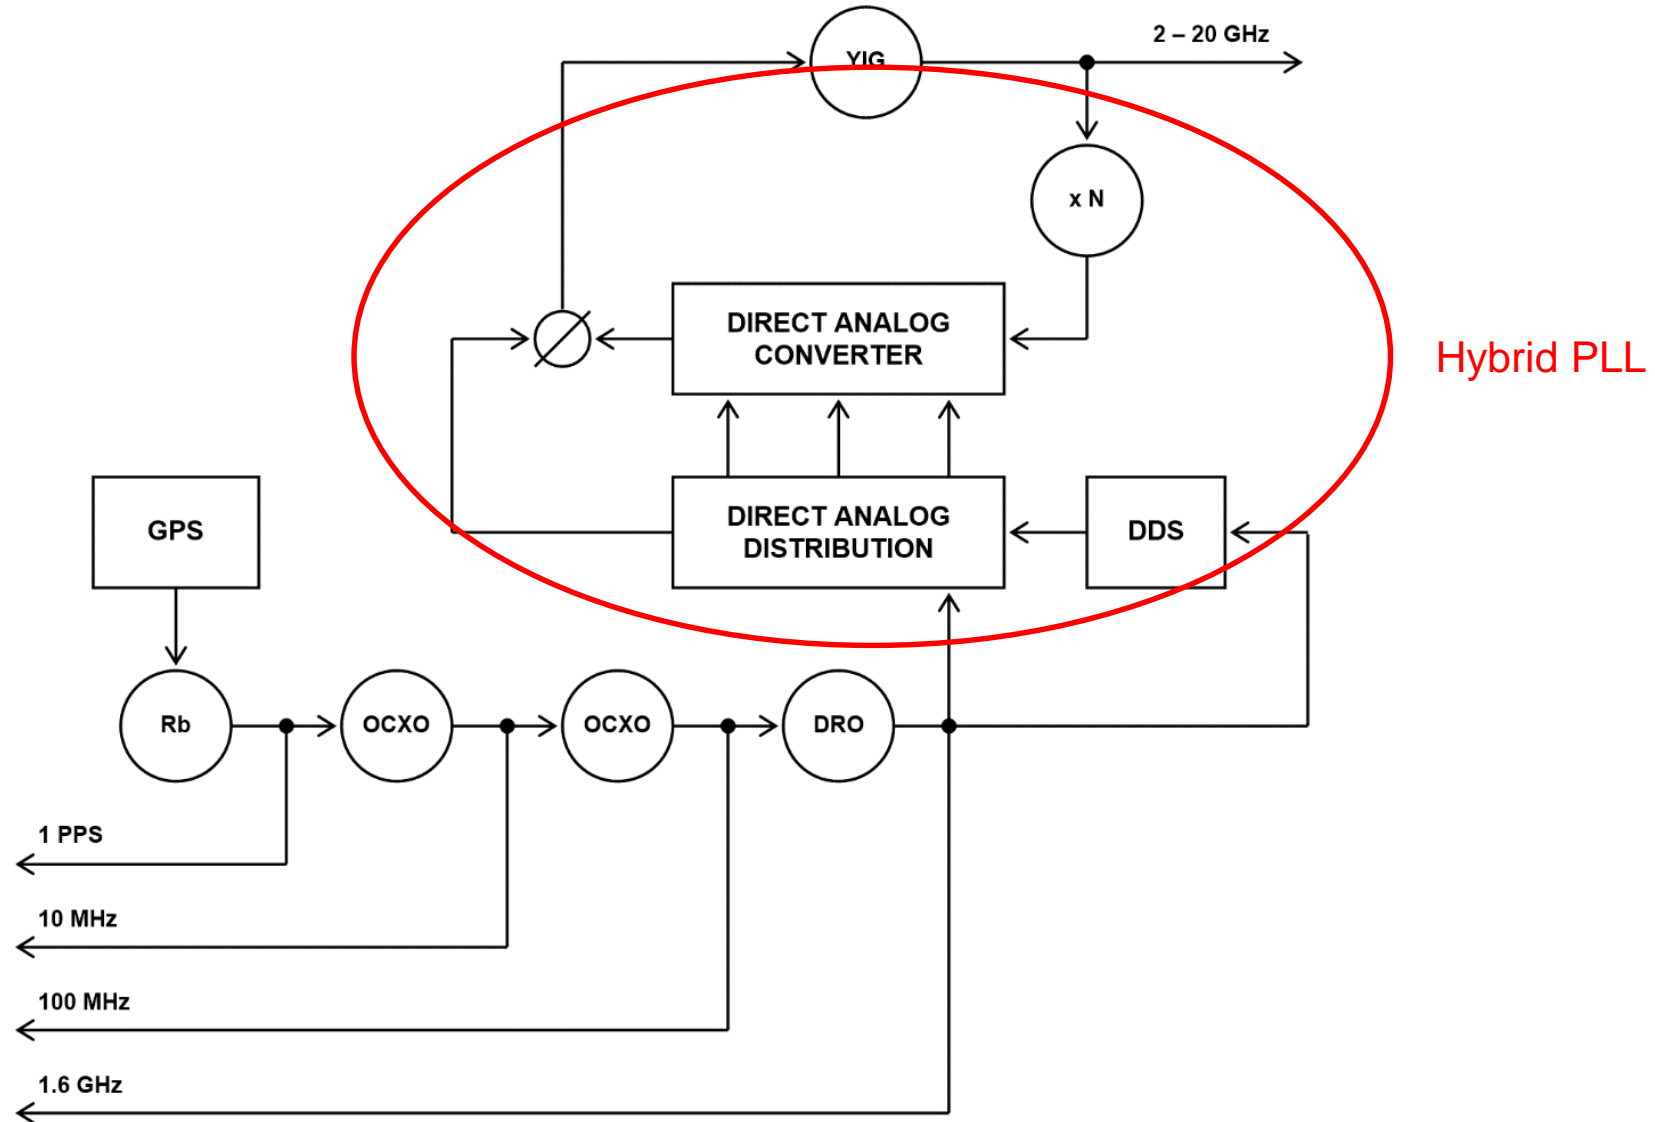 2 – 20 GHz
YIG
x N
DIRECT ANALOG
CONVERTER
Hybrid PLL
GPS
DIRECT ANALOG
DISTRIBUTION
DDS
Rb
OCXO
OCXO
DRO
1 PPS
10 MHz
100 MHz
1.6 GHz